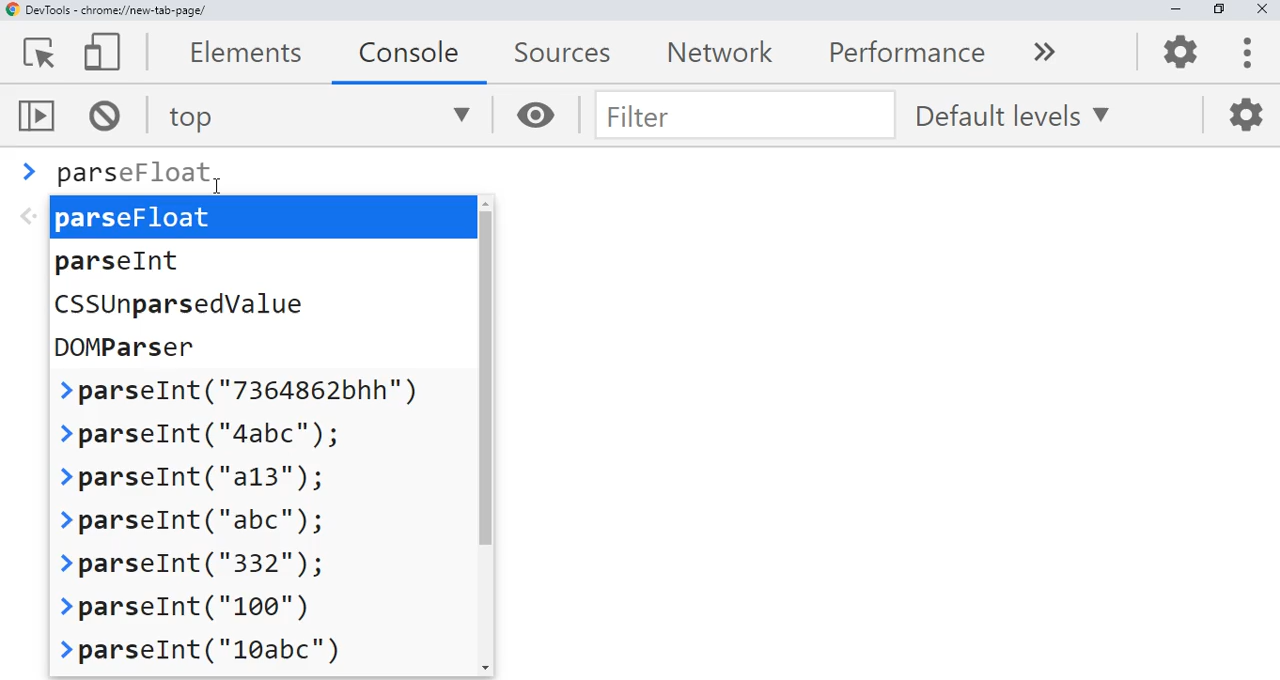 DevTools - chrome://new-tab-page/
Elements Console Sources Network Performance
top Filter Default levels
parseFloat
parseFloat
parseInt
CSSUnparsedValue
DOMParser
>parseInt("7364862bhh")
>parseInt("4abc");
>parseInt("a13");
>parseInt("abc");
>parseInt("332");
>parseInt("100")
>parseInt("10abc")